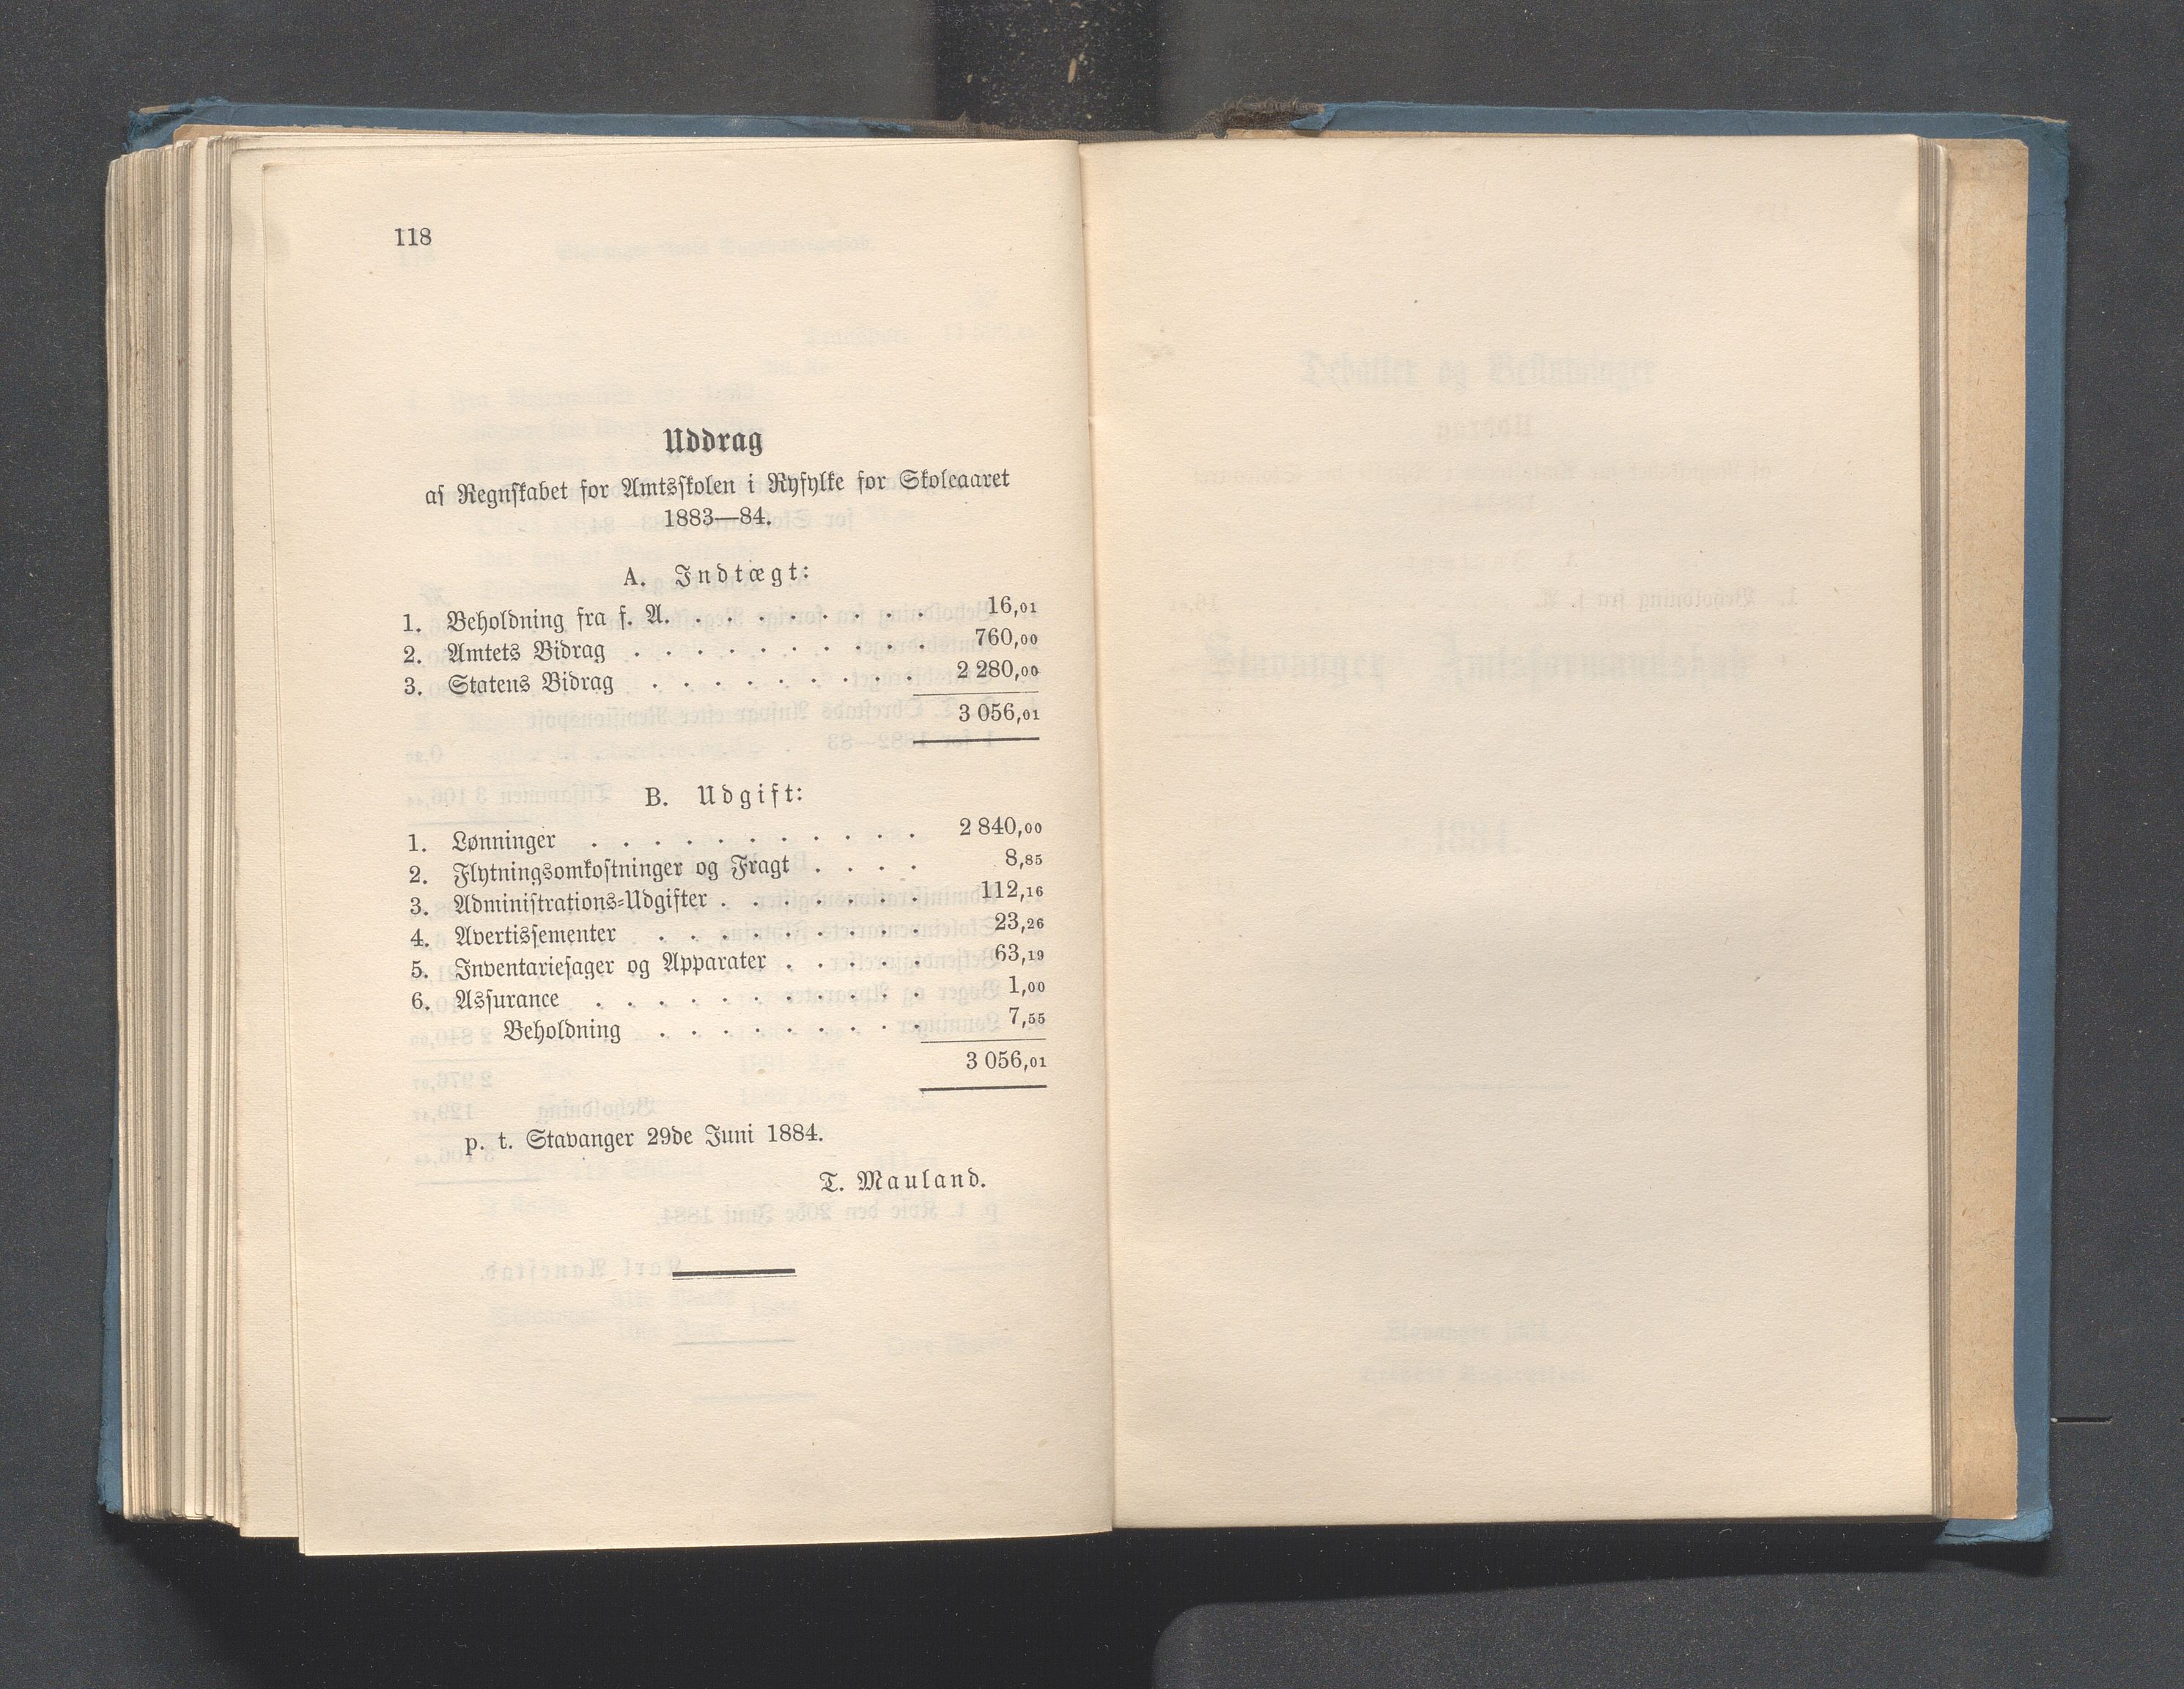 118
Uddrag
af Regnskabet for Amtsskolen i Ryfylke for Skoleaaret
1883—84.
A. Indtægt:
1. Beholdning fra f. A. . . . . . . . . 16,01
2. Amtets Bidrag . . . . . . . . . . 760,00
3. Statens Bidrag . . . . . . . . . 2 280,00
3 056,01
B. Udgift:
1. Lønninger . . . . . . . . . . . 2 840,00
2. Flytningsomkostninger og Fragt . . . . 8,85
3. Administrations-Udgifter . . . . . . . 112,16
4. Avertissementer . . . . . . . . . 23,26
5. Inventariesager og Apparater . . . . . 63,19
6. Assurance . . . . . . . . . . . 1,00
Beholdning . . . . . . . . . 7,55
3 056,01
p. t. Stavanger 29de Juni 1884.
T. Mauland.